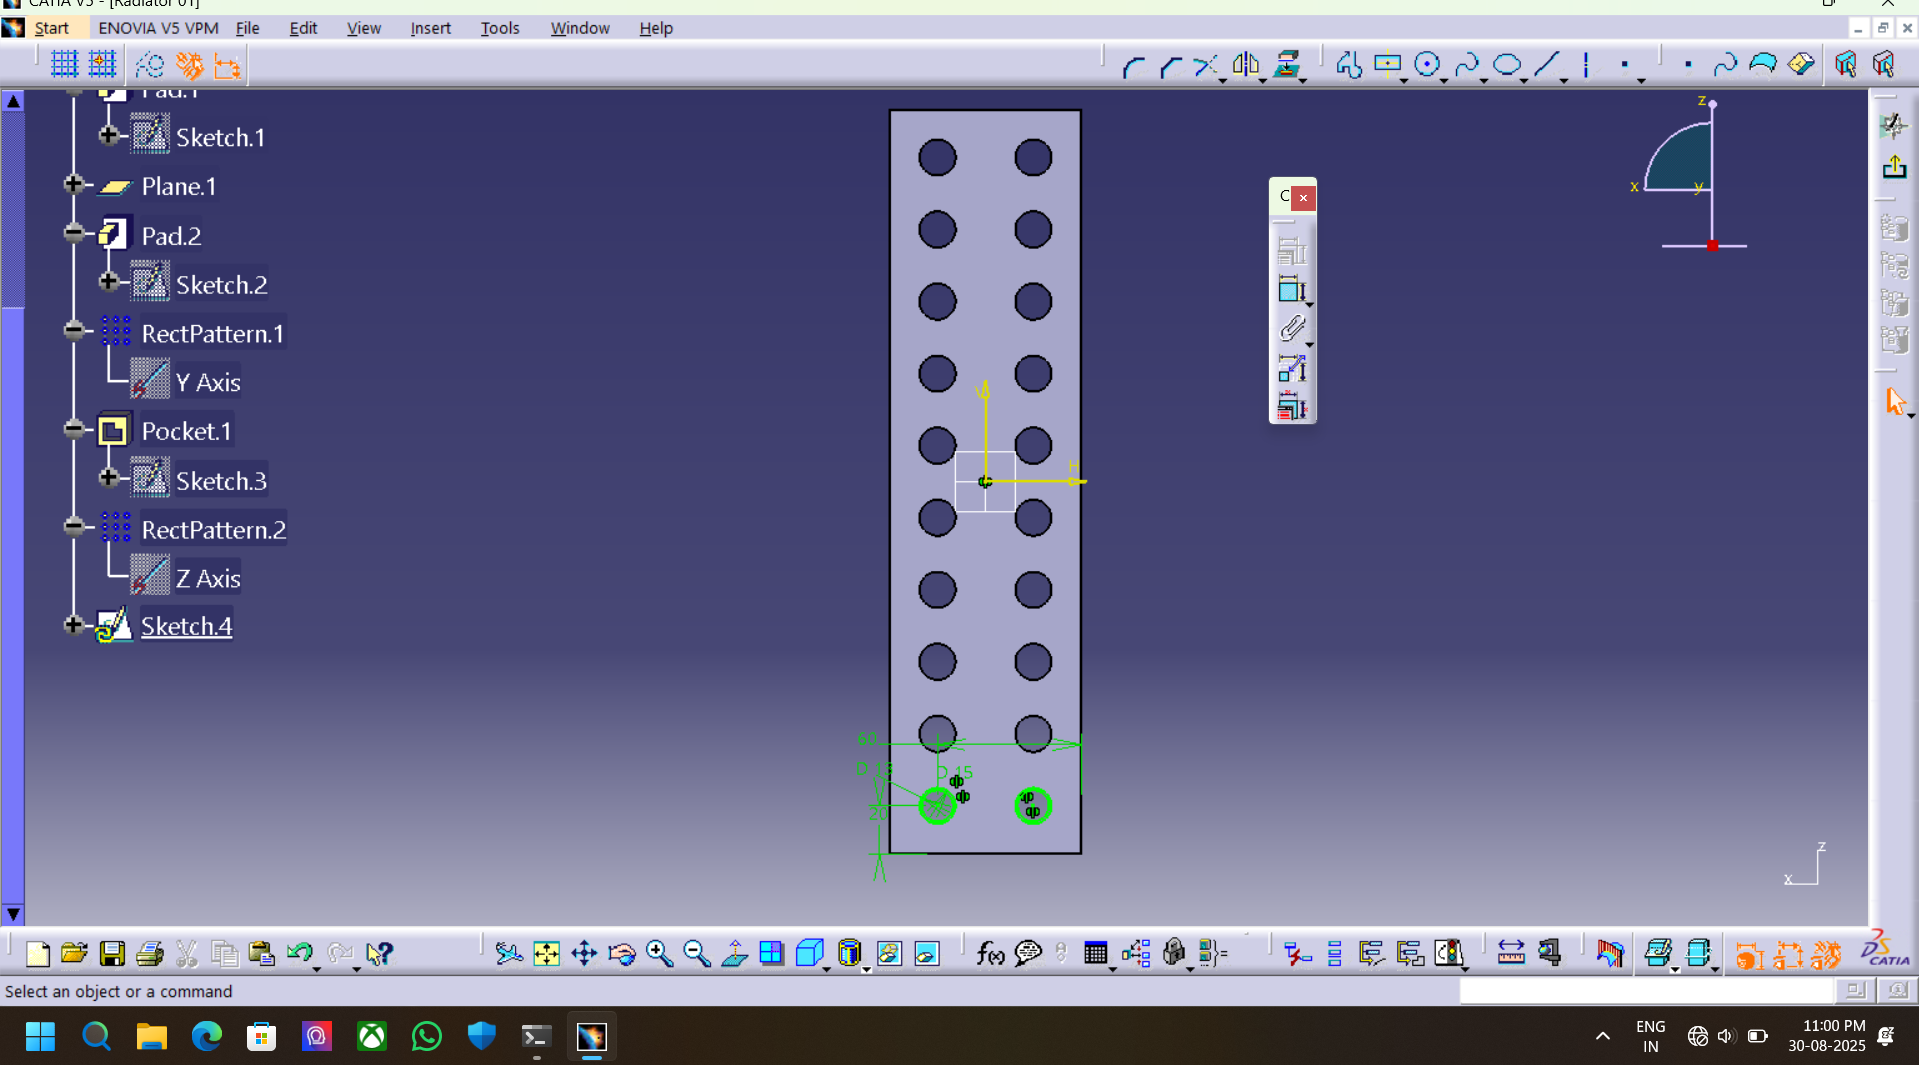 CATIA V5 - [Radiator 01]
Start ENOVIA V5 VPM File Edit View Insert Tools Window Help
Pad.1
Sketch.1
Plane.1
Pad.2
Sketch.2
RectPattern.1
Y Axis
Pocket.1
Sketch.3
RectPattern.2
Z Axis
Sketch.4
C
V
H
60
D 15
D 15
20
z
x
y
z
x
f(x)
CATIA
Select an object or a command
ENG
IN
11:00 PM
30-08-2025